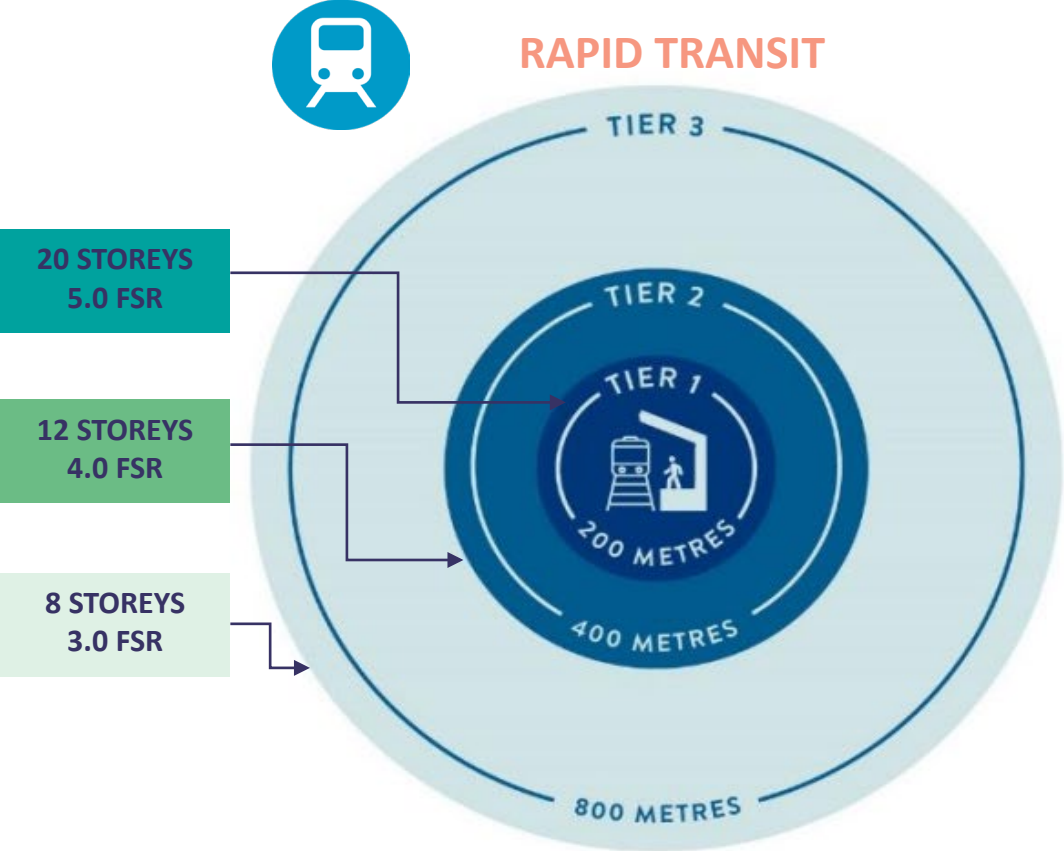 RAPID TRANSIT
TIER 3
20 STOREYS
5.0 FSR
TIER 2
TIER 1
12 STOREYS
4.0 FSR
200 METRES
8 STOREYS
3.0 FSR
400 METRES
800 METRES